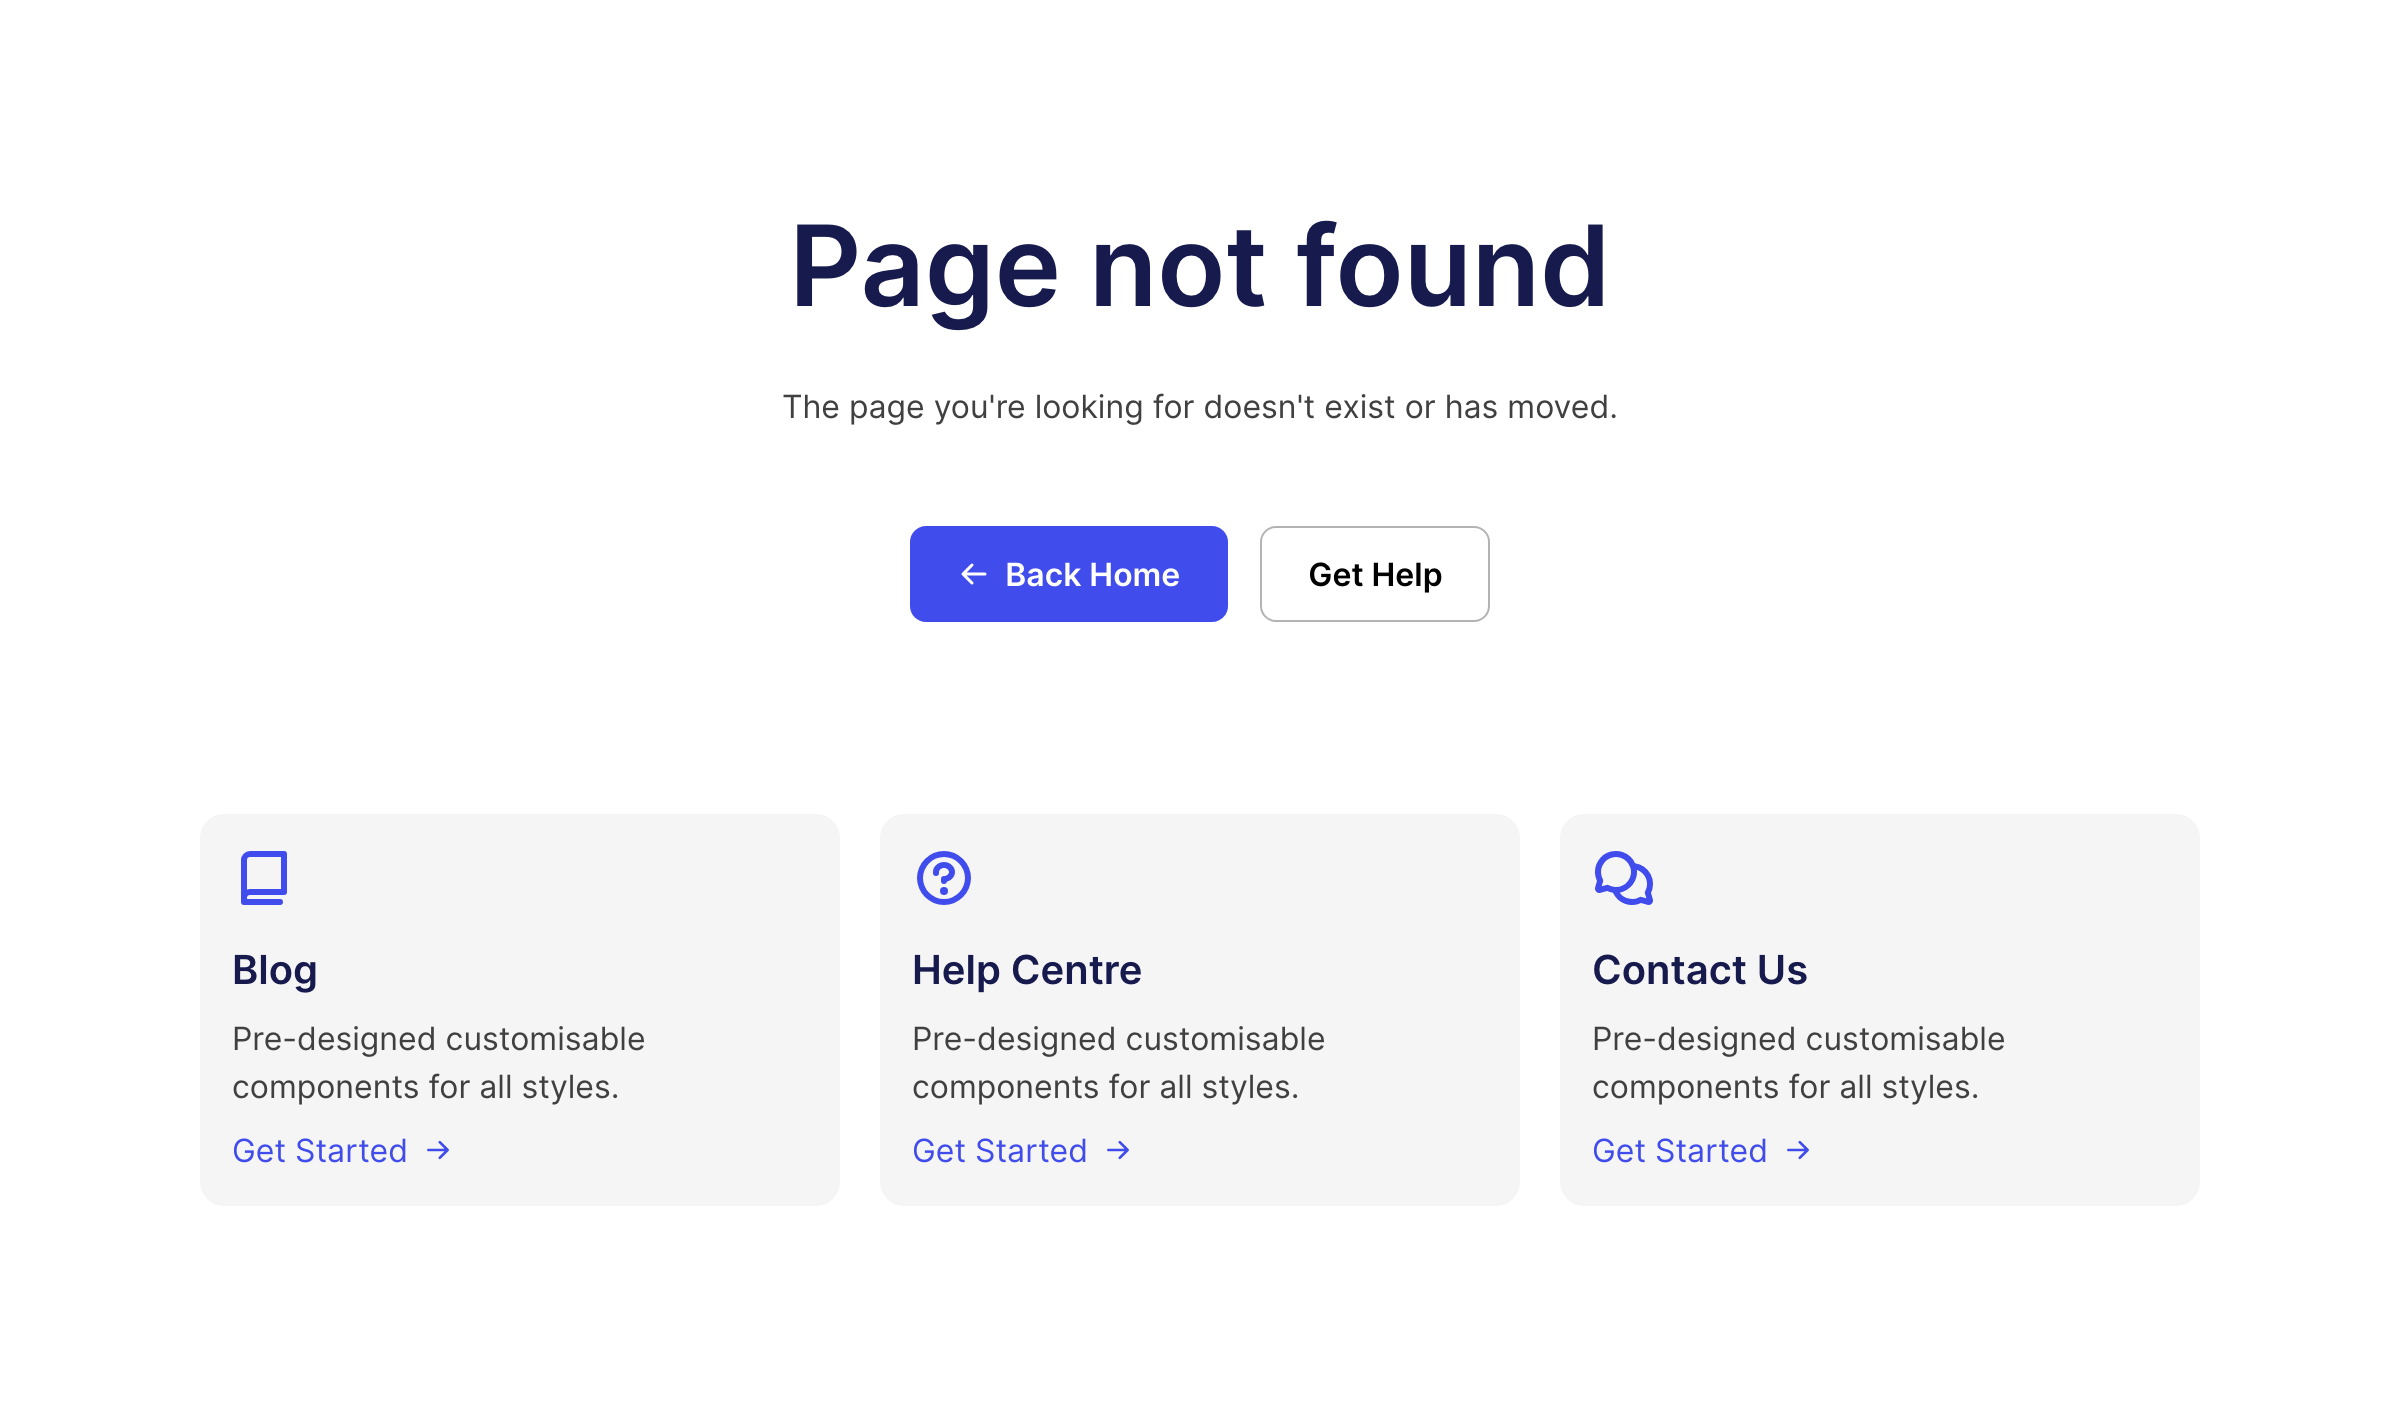 Page not found
The page you're looking for doesn't exist or has moved.
Back Home
Get Help
Blog
Pre-designed customisable
components for all styles.
Get Started
Help Centre
Pre-designed customisable
components for all styles.
Get Started
Contact Us
Pre-designed customisable
components for all styles.
Get Started